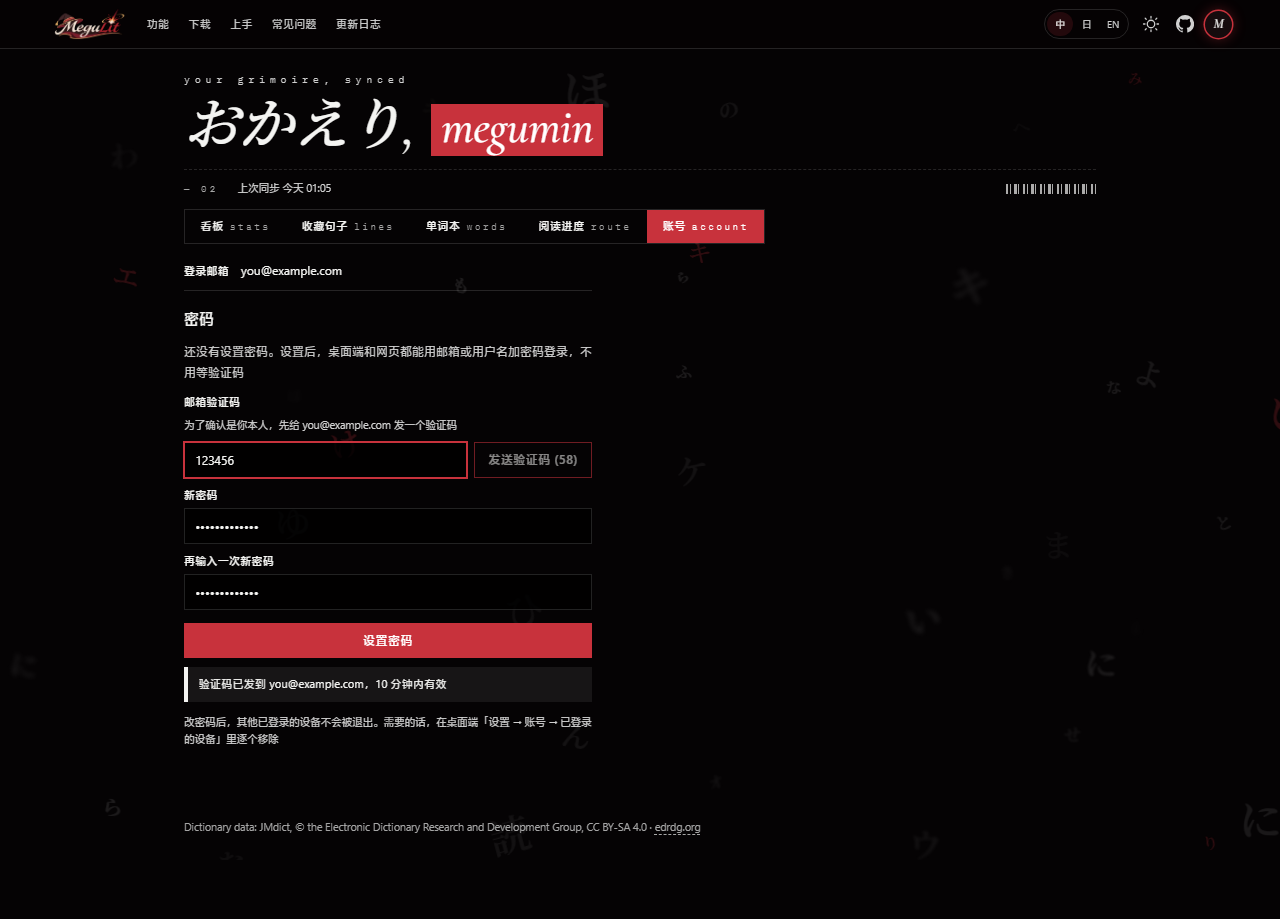 MeguLit 功能 下载 上手 常见问题 更新日志 中 日 EN M
your grimoire, synced
おかえり, megumin
— 02 上次同步 今天 01:05
看板 stats 收藏句子 lines 单词本 words 阅读进度 route 账号 account
登录邮箱 you@example.com
密码
还没有设置密码。设置后，桌面端和网页都能用邮箱或用户名加密码登录，不
用等验证码
邮箱验证码
为了确认是你本人，先给 you@example.com 发一个验证码
123456 发送验证码 (58)
新密码
•••••••••••••
再输入一次新密码
•••••••••••••
设置密码
验证码已发到 you@example.com，10 分钟内有效
改密码后，其他已登录的设备不会被退出。需要的话，在桌面端「设置 → 账号 → 已登录
的设备」里逐个移除
Dictionary data: JMdict, © the Electronic Dictionary Research and Development Group, CC BY-SA 4.0 · edrdg.org